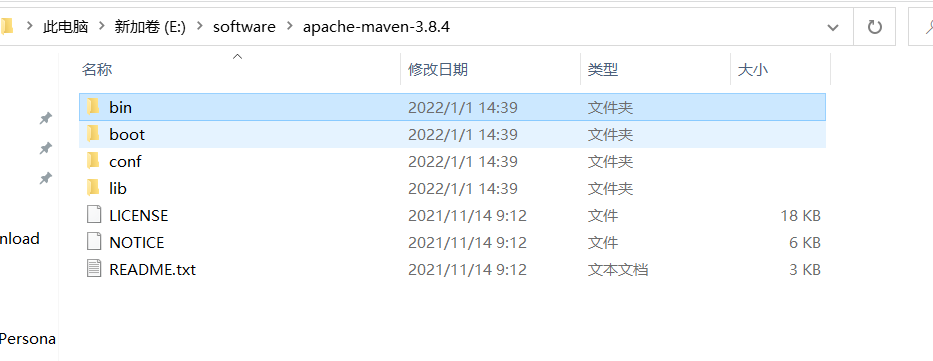 此电脑 > 新加卷 (E:) > software > apache-maven-3.8.4
名称 修改日期 类型 大小
bin 2022/1/1 14:39 文件夹
boot 2022/1/1 14:39 文件夹
conf 2022/1/1 14:39 文件夹
lib 2022/1/1 14:39 文件夹
LICENSE 2021/11/14 9:12 文件 18 KB
NOTICE 2021/11/14 9:12 文件 6 KB
nload
README.txt 2021/11/14 9:12 文本文档 3 KB
Persona